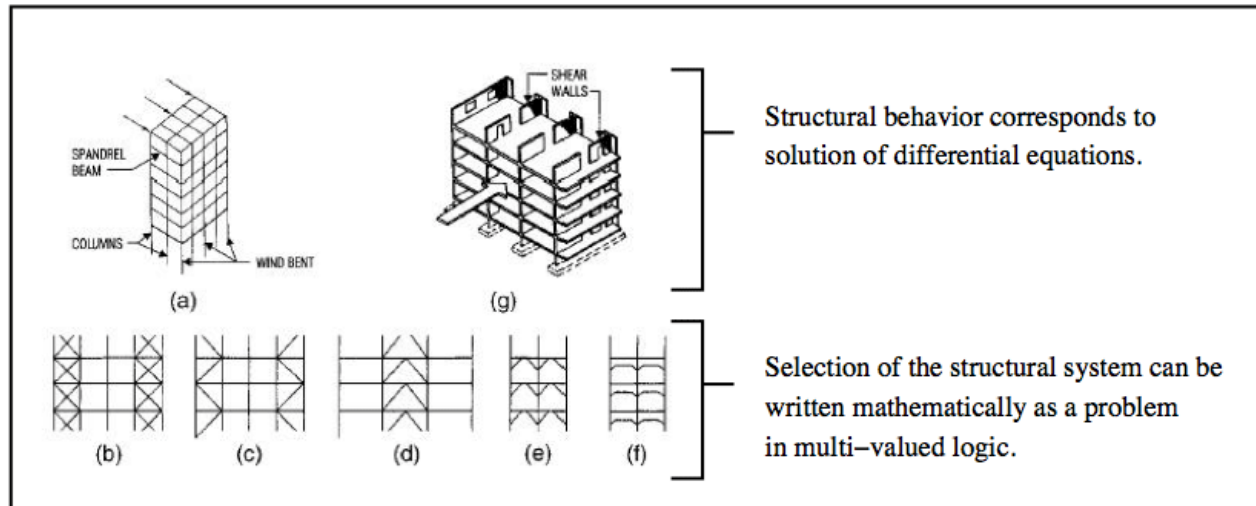 SHEAR
WALLS
SPANDREL
BEAM
COLUMNS
WIND BENT
(a)
(g)
Structural behavior corresponds to
solution of differential equations.
(b)
(c)
(d)
(e)
(f)
Selection of the structural system can be
written mathematically as a problem
in multi−valued logic.